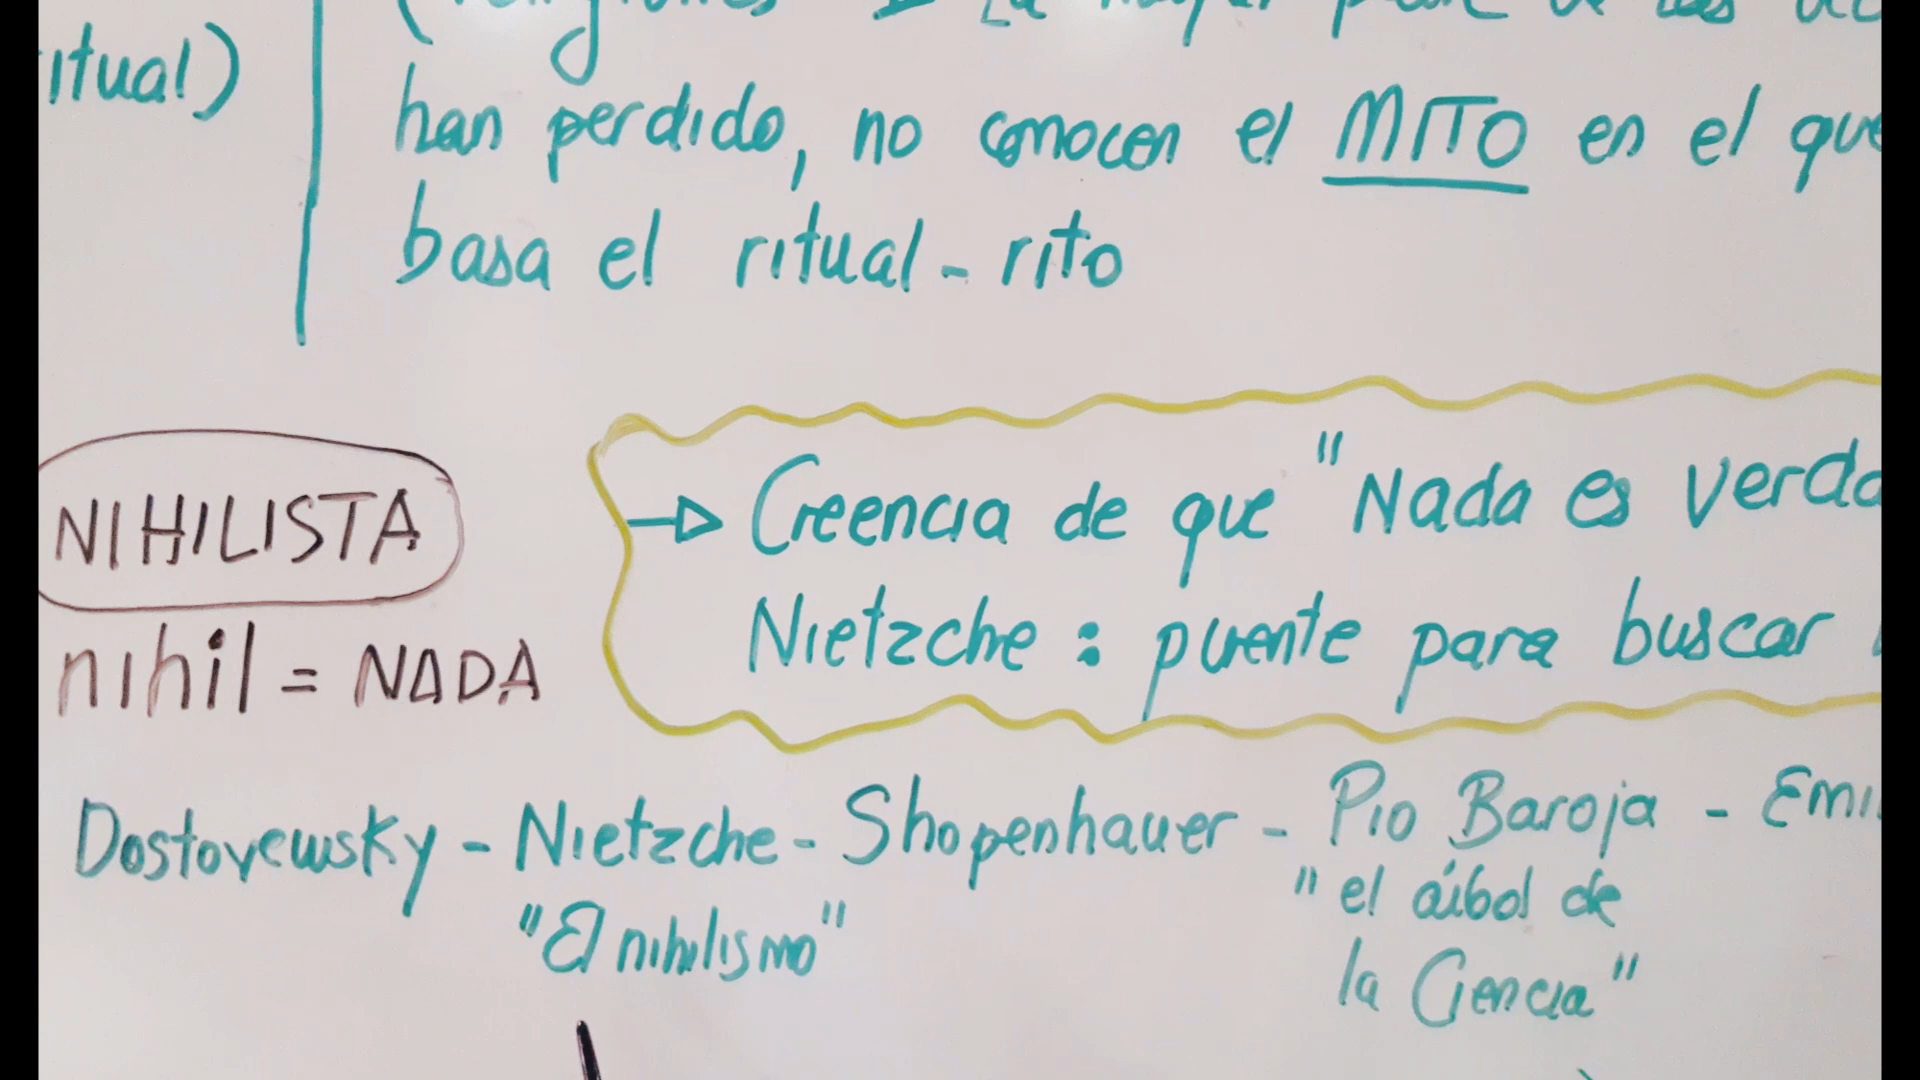 itual)
han perdido, no conocen el MITO en el que
basa el ritual - rito
NIHILISTA
nihil = NADA
→ Creencia de que "Nada es verda
Nietzche : puente para buscar
Dostoyewsky - Nietzche - Shopenhauer - Pio Baroja - Emi
"El nihilismo"
"el árbol de
la Ciencia"